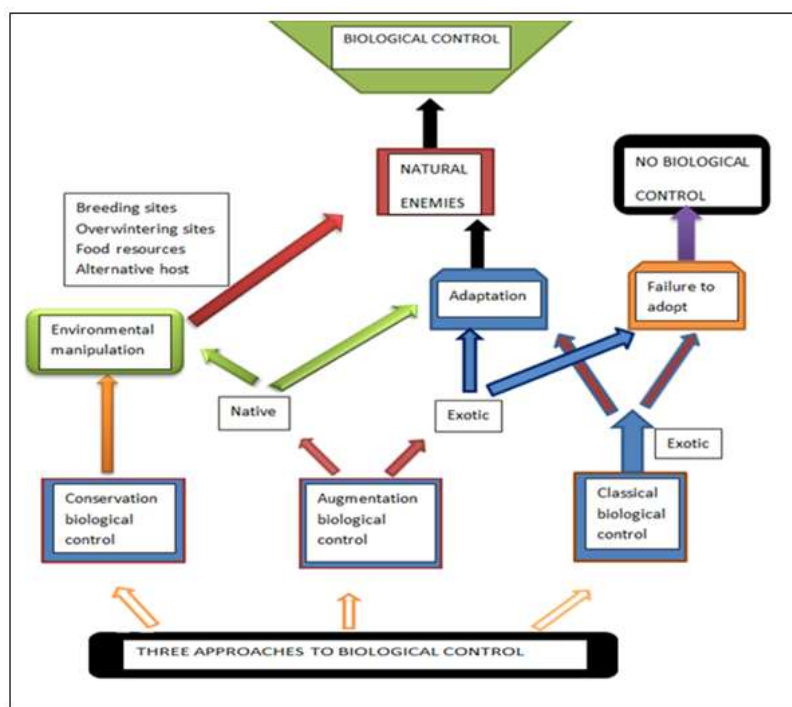 BIOLOGICAL CONTROL
NATURAL
ENEMIES
NO BIOLOGICAL
CONTROL
Breeding sites
Overwintering sites
Food resources
Alternative host
Adaptation
Failure to
adopt
Environmental
manipulation
Native
Exotic
Exotic
Conservation
biological
control
Augmentation
biological
control
Classical
biological
control
THREE APPROACHES TO BIOLOGICAL CONTROL